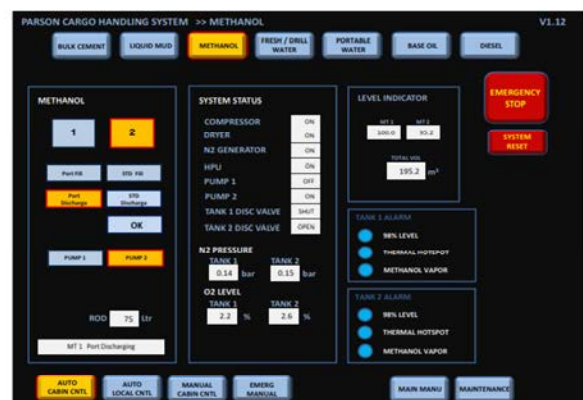 PARSON CARGO HANDLING SYSTEM >> METHANOL V1.12
BULK CEMENT LIQUID MUD METHANOL FRESH / DRILL WATER PORTABLE WATER BASE OIL DIESEL
METHANOL
1 2
Port Fill STD Fill
Port Discharge STD Discharge
OK
PUMP 1 PUMP 2
ROD 75 Ltr
MT 1 Port Discharging
SYSTEM STATUS
COMPRESSOR ON
DRYER ON
N2 GENERATOR ON
HPU ON
PUMP 1 OFF
PUMP 2 ON
TANK 1 DISC VALVE SHUT
TANK 2 DISC VALVE OPEN
N2 PRESSURE
TANK 1 TANK 2
0.14 bar 0.15 bar
O2 LEVEL
TANK 1 TANK 2
2.2 % 2.6 %
LEVEL INDICATOR
MT 1 MT 2
100.0 95.2
TOTAL VOL
195.2 m³
TANK 1 ALARM
98% LEVEL
THERMAL HOTSPOT
METHANOL VAPOR
TANK 2 ALARM
98% LEVEL
THERMAL HOTSPOT
METHANOL VAPOR
EMERGENCY STOP
SYSTEM RESET
AUTO CABIN CNTL AUTO LOCAL CNTL MANUAL CABIN CNTL EMERG MANUAL MAIN MANU MAINTENANCE